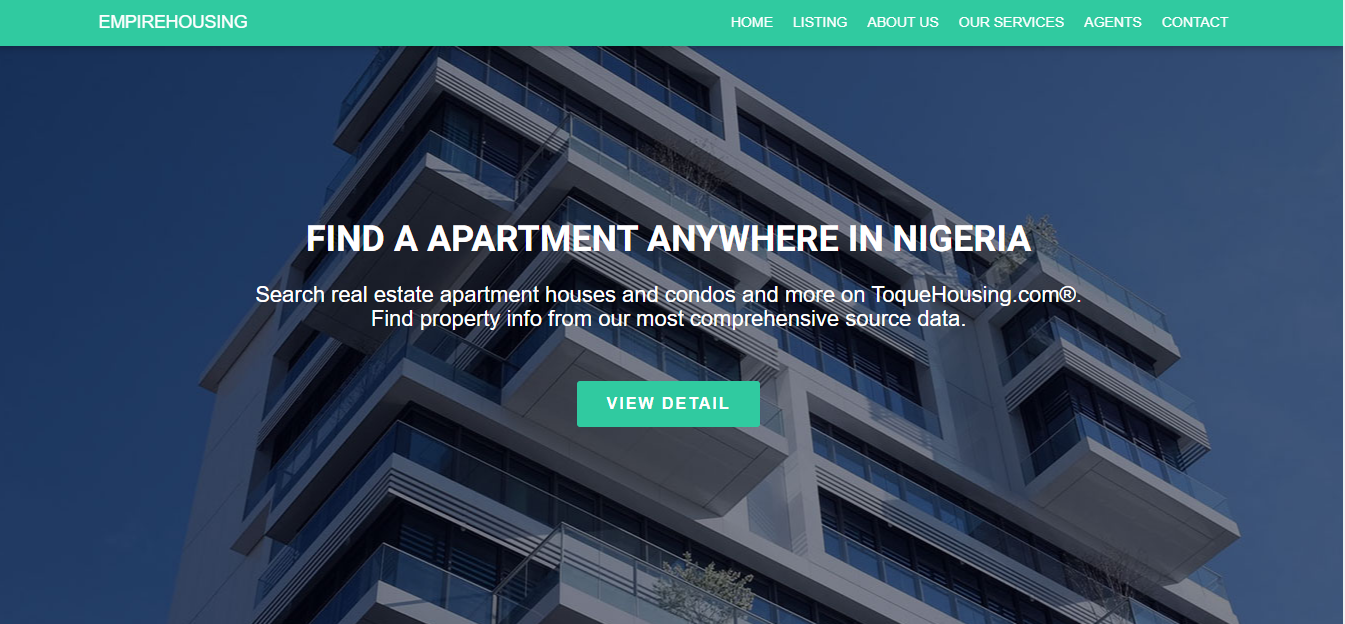 EMPIREHOUSING
HOME LISTING ABOUT US OUR SERVICES AGENTS CONTACT
FIND A APARTMENT ANYWHERE IN NIGERIA
Search real estate apartment houses and condos and more on ToqueHousing.com®.
Find property info from our most comprehensive source data.
VIEW DETAIL